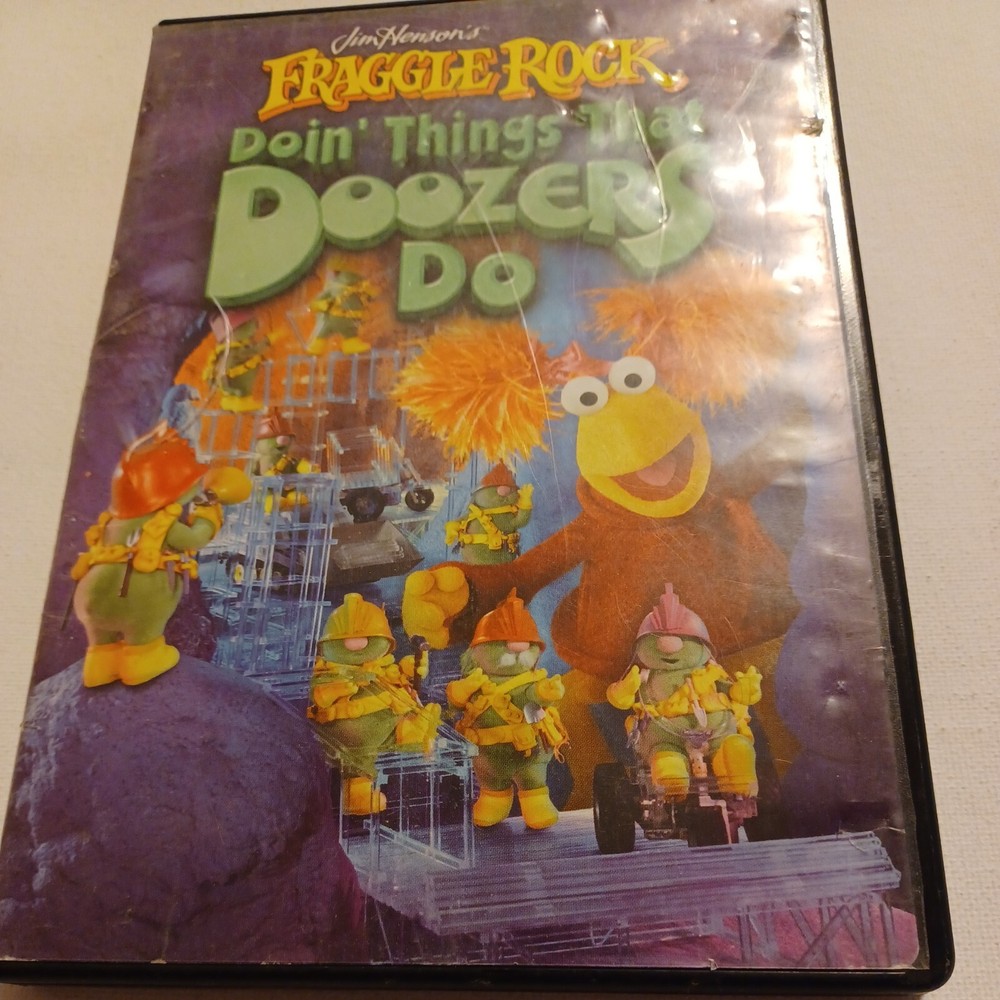 Jim Henson's
FRAGGLE ROCK
Doin' Things That
DOOZERS
Do